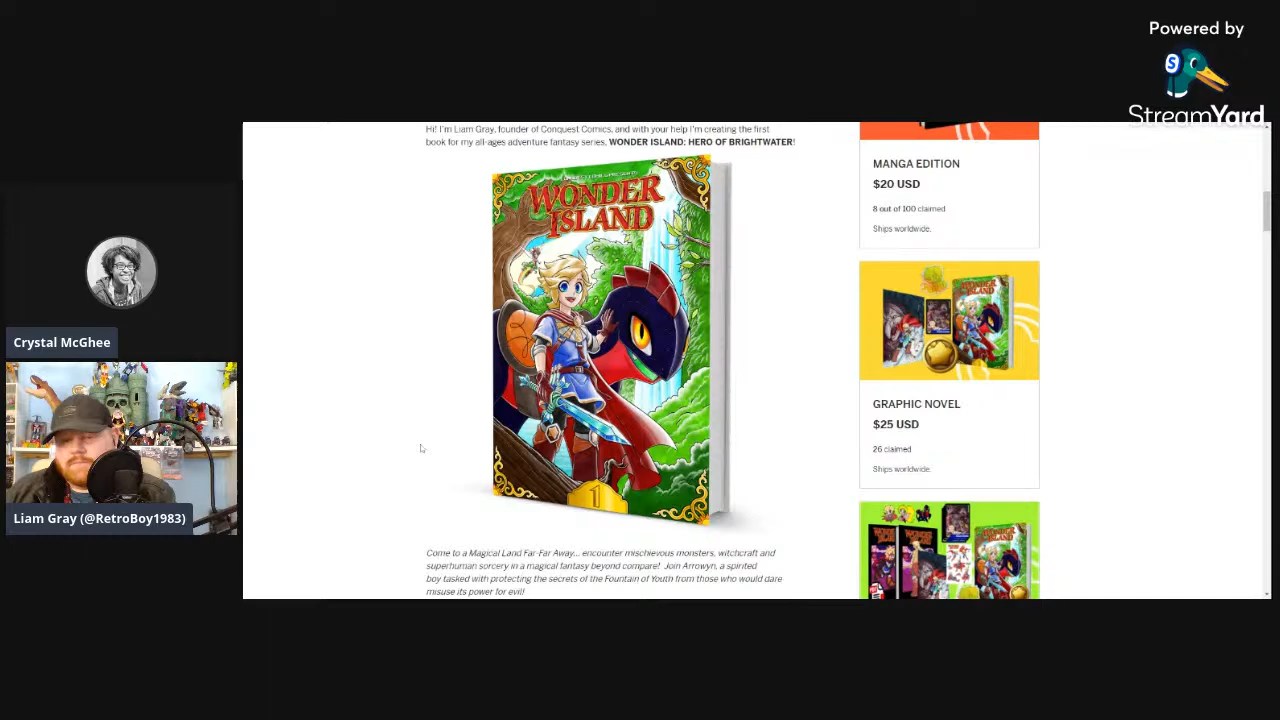 Powered by
StreamYard
Hi! I'm Liam Gray, founder of Conquest Comics, and with your help I'm creating the first
book for my all-ages adventure fantasy series, WONDER ISLAND: HERO OF BRIGHTWATER!
WONDER
ISLAND
1
Come to a Magical Land Far-Far Away... encounter mischievous monsters, witchcraft and
superhuman sorcery in a magical fantasy beyond compare! Join Arrowyn, a spirited
boy tasked with protecting the secrets of the Fountain of Youth from those who would dare
misuse its power for evil!
MANGA EDITION
$20 USD
8 out of 100 claimed
Ships worldwide.
WONDER
ISLAND
GRAPHIC NOVEL
$25 USD
26 claimed
Ships worldwide.
WONDER
ISLAND
Crystal McGhee
Liam Gray (@RetroBoy1983)